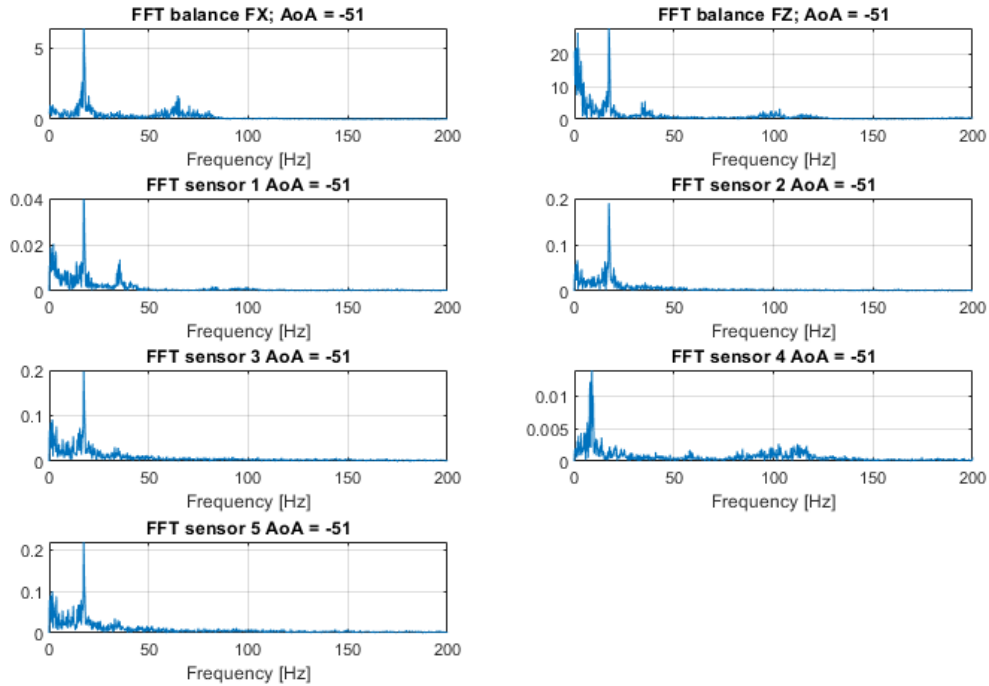 FFT balance FX; AoA = -51
5
0
0 50 100 150 200
Frequency [Hz]
FFT balance FZ; AoA = -51
20
10
0
0 50 100 150 200
Frequency [Hz]
FFT sensor 1 AoA = -51
0.04
0.02
0
0 50 100 150 200
Frequency [Hz]
FFT sensor 2 AoA = -51
0.2
0.1
0
0 50 100 150 200
Frequency [Hz]
FFT sensor 3 AoA = -51
0.2
0.1
0
0 50 100 150 200
Frequency [Hz]
FFT sensor 4 AoA = -51
0.01
0.005
0
0 50 100 150 200
Frequency [Hz]
FFT sensor 5 AoA = -51
0.2
0.1
0
0 50 100 150 200
Frequency [Hz]